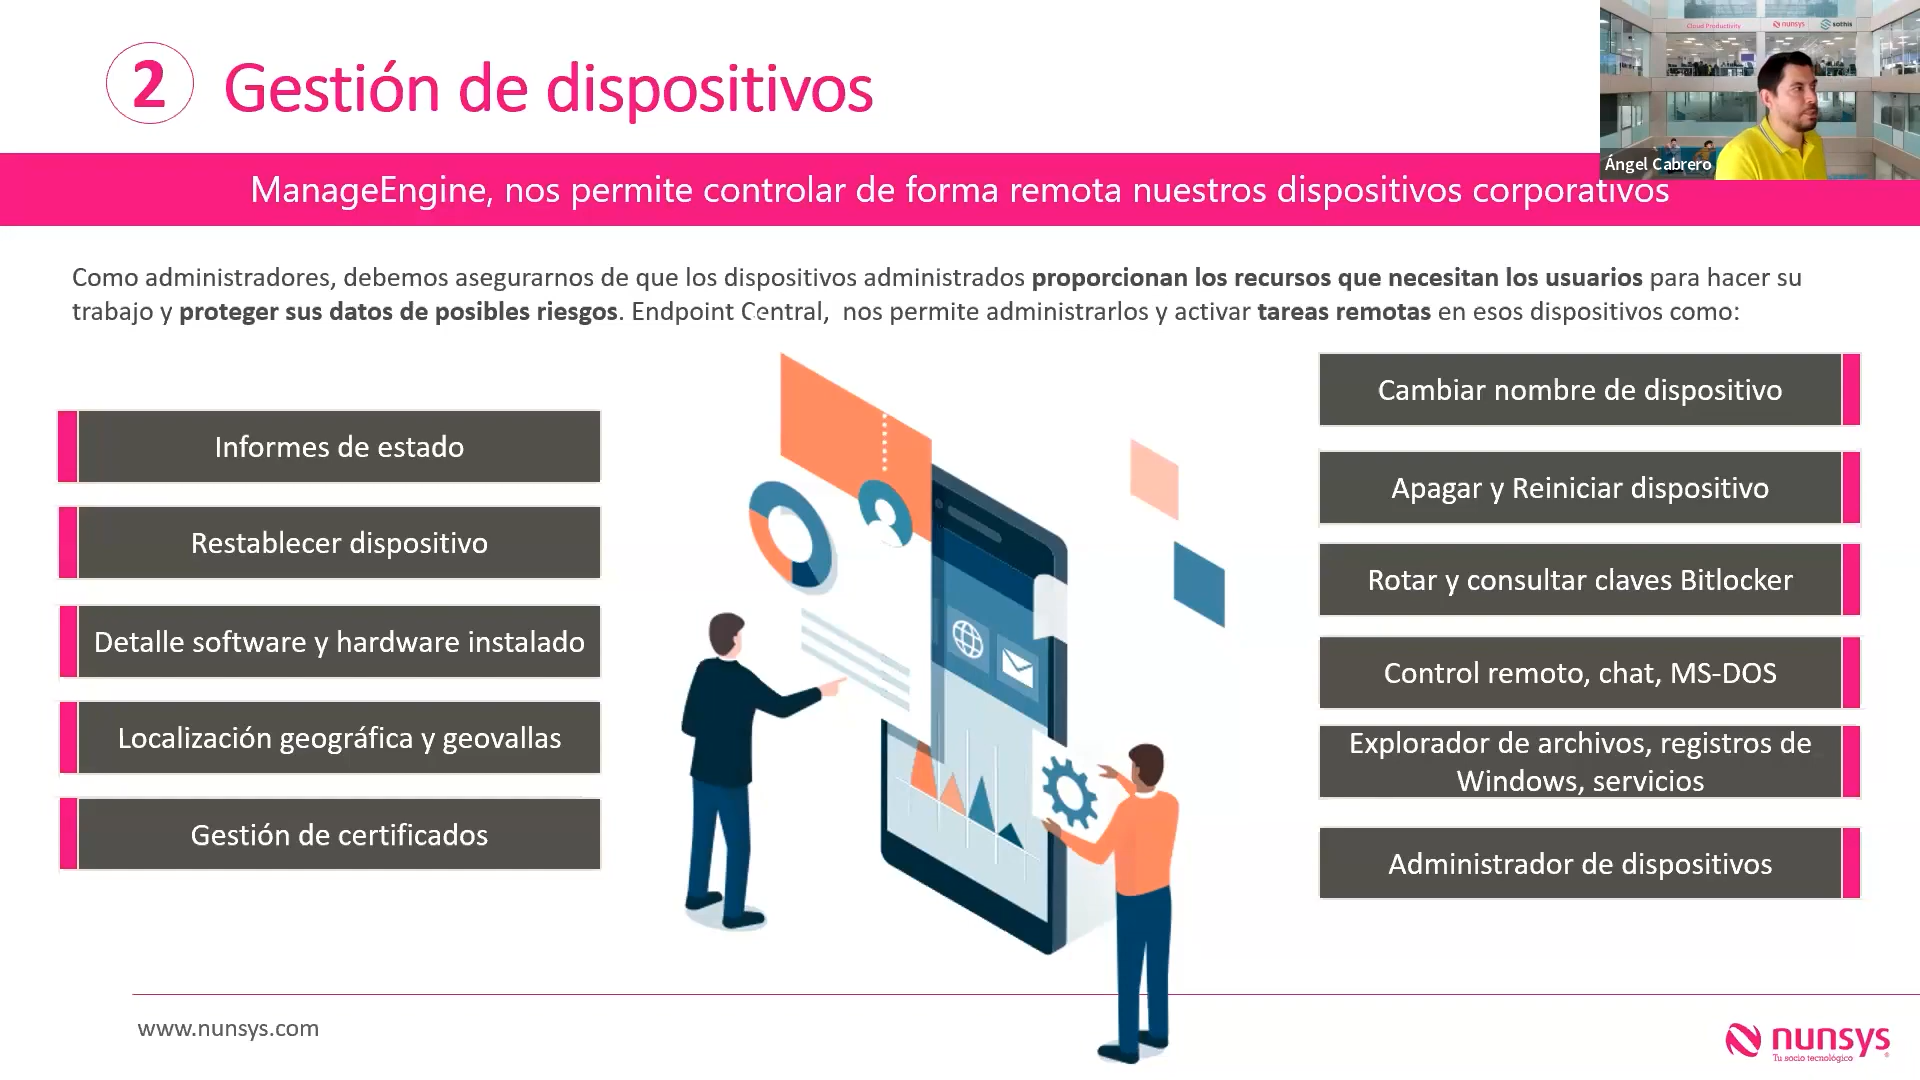 2 Gestión de dispositivos
Cloud Productivity nunsys sothis
Ángel Cabrero
ManageEngine, nos permite controlar de forma remota nuestros dispositivos corporativos
Como administradores, debemos asegurarnos de que los dispositivos administrados proporcionan los recursos que necesitan los usuarios para hacer su
trabajo y proteger sus datos de posibles riesgos. Endpoint Central, nos permite administrarlos y activar tareas remotas en esos dispositivos como:
Informes de estado
Restablecer dispositivo
Detalle software y hardware instalado
Localización geográfica y geovallas
Gestión de certificados
Cambiar nombre de dispositivo
Apagar y Reiniciar dispositivo
Rotar y consultar claves Bitlocker
Control remoto, chat, MS-DOS
Explorador de archivos, registros de
Windows, servicios
Administrador de dispositivos
www.nunsys.com
nunsys
Tu socio tecnológico